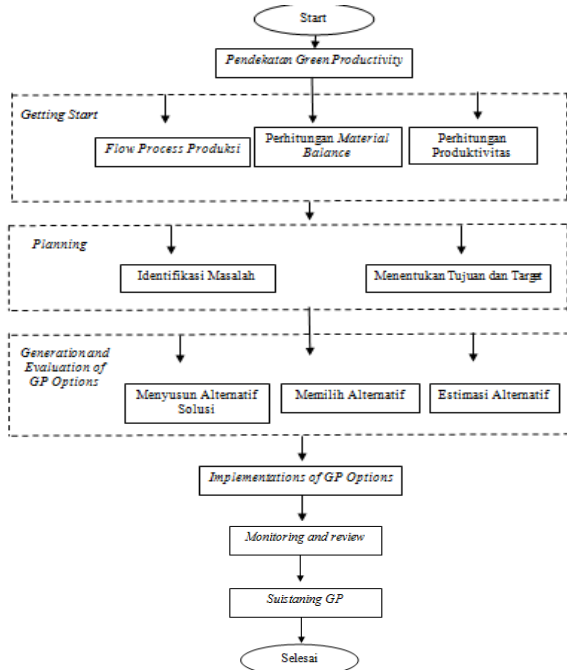 Start
Pendekatan Green Productivity
Getting Start
Flow Process Produksi
Perhitungan Material
Balance
Perhitungan
Produktivitas
Planning
Identifikasi Masalah
Menentukan Tujuan dan Target
Generation and
Evaluation of
GP Options
Menyusun Alternatif
Solusi
Memilih Alternatif
Estimasi Alternatif
Implementations of GP Options
Monitoring and review
Suistaning GP
Selesai